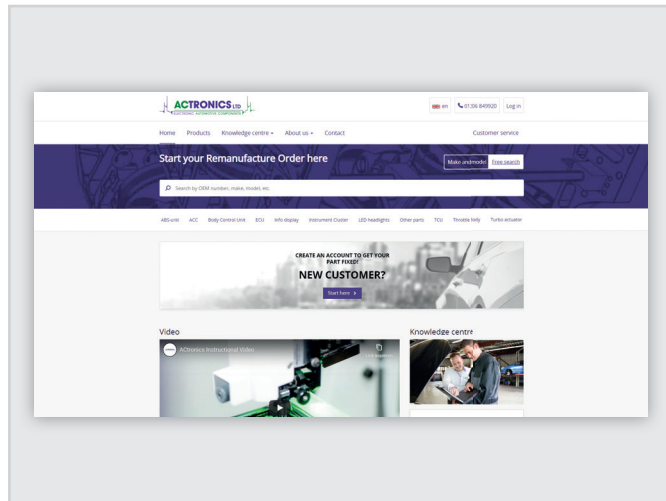 ACTRONICS LTD
ELECTRONIC AUTOMOTIVE COMPONENTS
en 01206 849920 Log in
Home Products Knowledge centre About us Contact Customer service
Start your Remanufacture Order here
Make andmodel Free search
Search by OEM number, make, model, etc.
ABS-unit ACC Body Control Unit ECU Info display Instrument Cluster LED headlights Other parts TCU Throttle body Turbo actuator
CREATE AN ACCOUNT TO GET YOUR
PART FIXED!
NEW CUSTOMER?
Start here
Video Knowledge centre
ACtronics Instructional Video